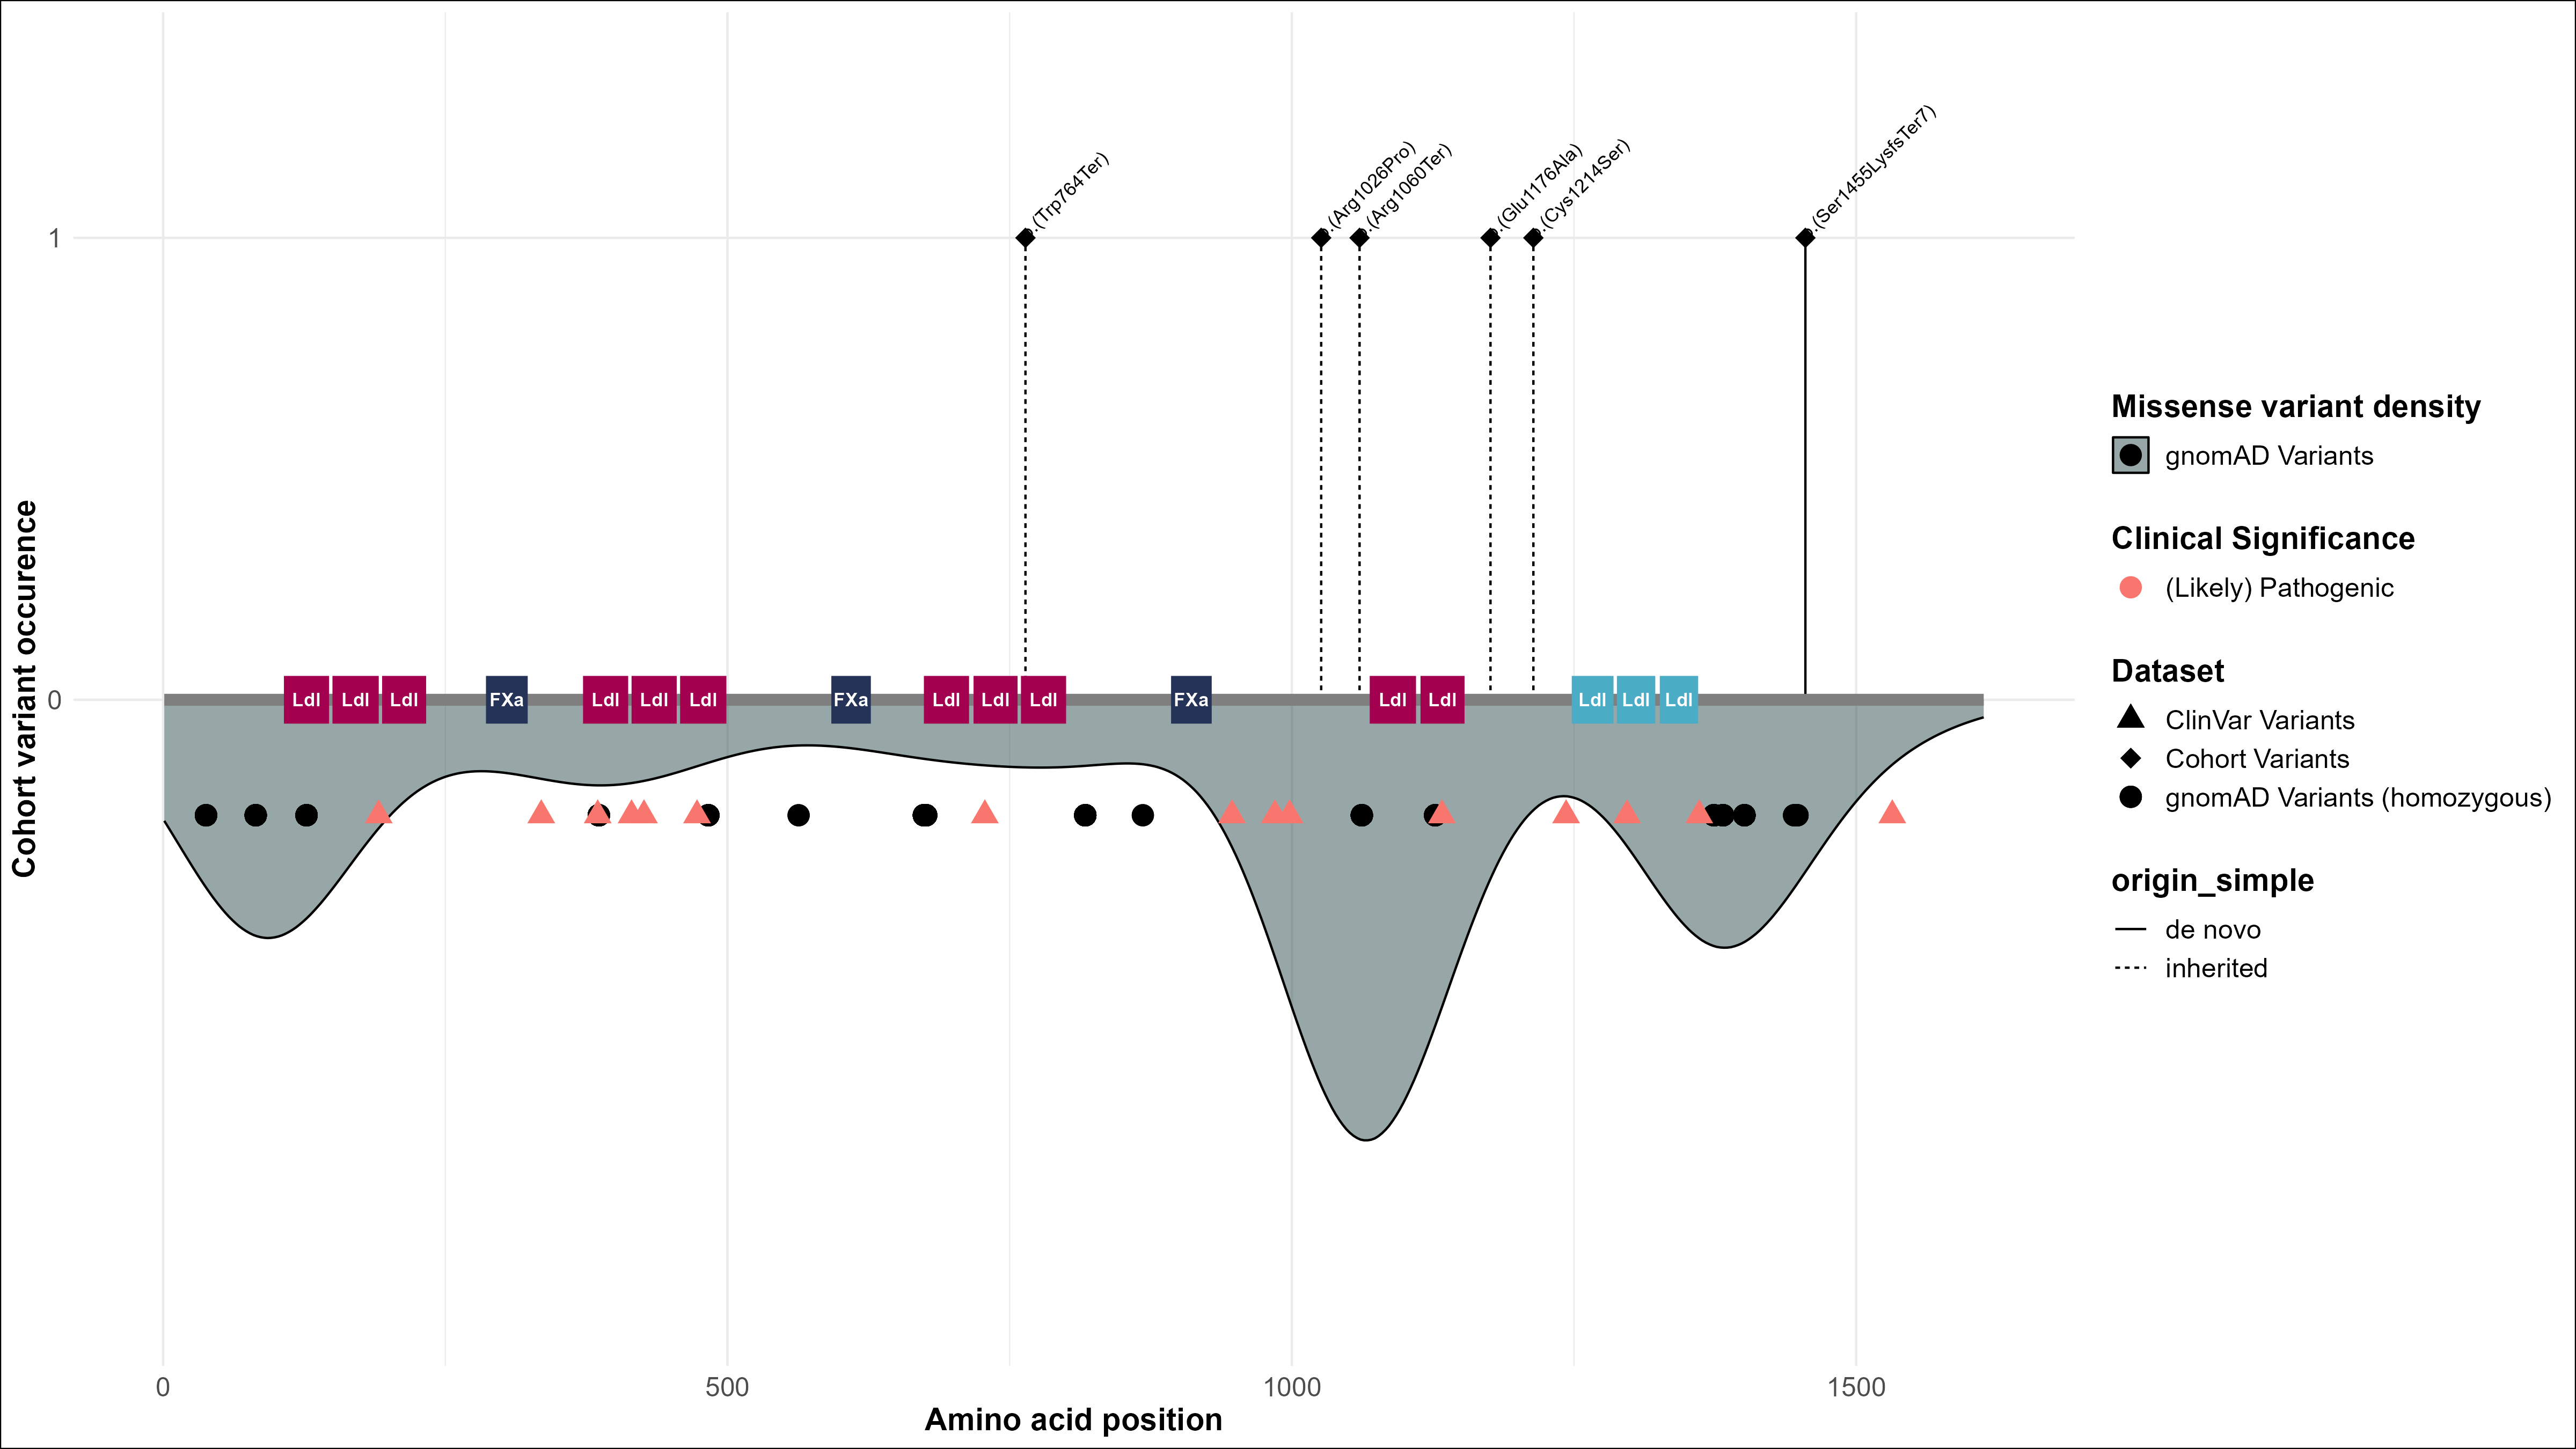 p.(Trp764Ter)
p.(Arg1026Pro)
p.(Arg1060Ter)
p.(Glu1176Ala)
p.(Cys1214Ser)
p.(Ser1455LysfsTer7)
1
0
Cohort variant occurence
Ldl Ldl Ldl FXa Ldl Ldl Ldl FXa Ldl Ldl Ldl FXa Ldl Ldl Ldl Ldl Ldl
0 500 1000 1500
Amino acid position
Missense variant density
gnomAD Variants
Clinical Significance
(Likely) Pathogenic
Dataset
ClinVar Variants
Cohort Variants
gnomAD Variants (homozygous)
origin_simple
de novo
inherited